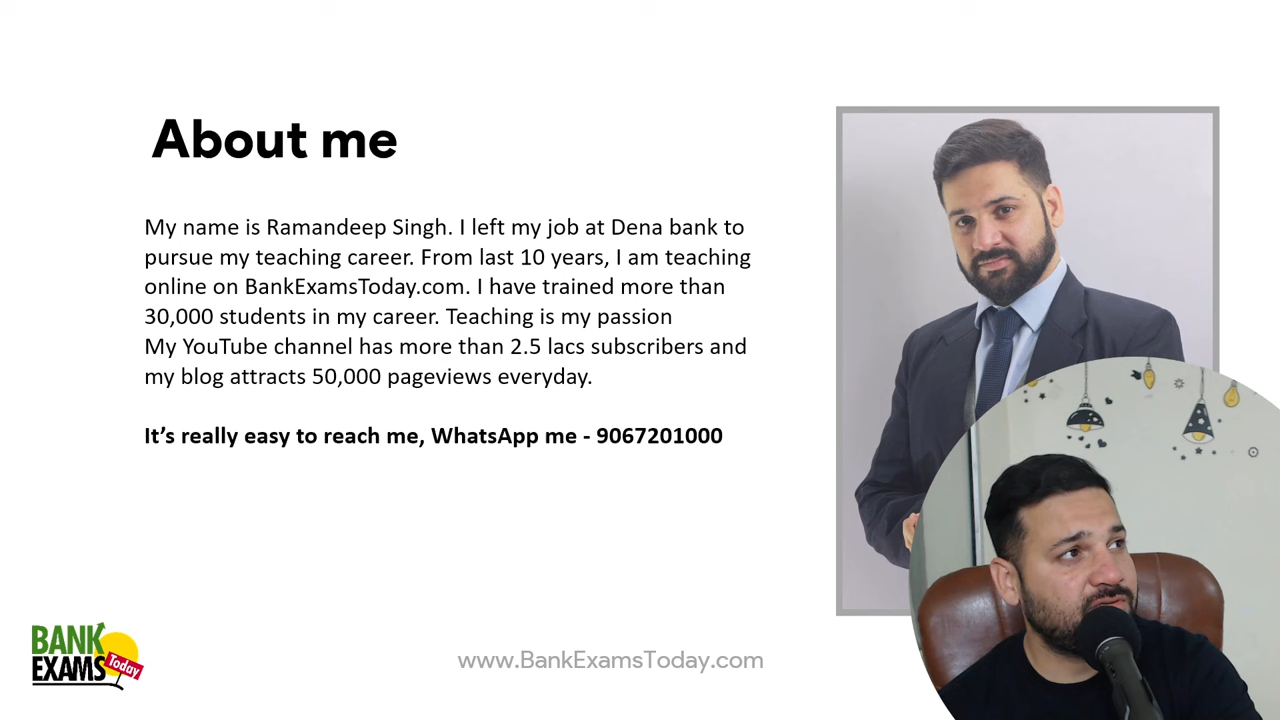 About me
My name is Ramandeep Singh. I left my job at Dena bank to
pursue my teaching career. From last 10 years, I am teaching
online on BankExamsToday.com. I have trained more than
30,000 students in my career. Teaching is my passion
My YouTube channel has more than 2.5 lacs subscribers and
my blog attracts 50,000 pageviews everyday.
It’s really easy to reach me, WhatsApp me - 9067201000
BANK
EXAMS
Today
www.BankExamsToday.com